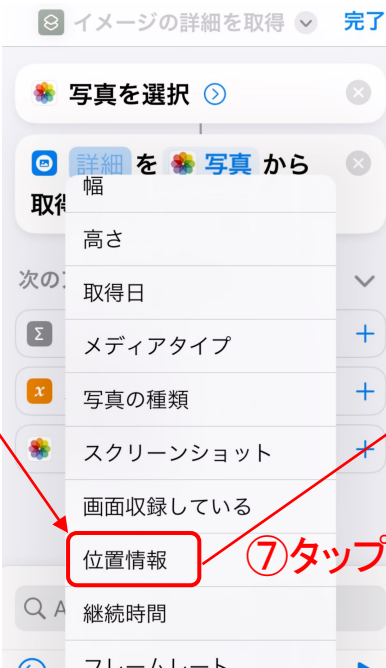 イメージの詳細を取得
完了
写真を選択
詳細 を 写真 から
取得
幅
高さ
次の
取得日
Σ
メディアタイプ
x
写真の種類
スクリーンショット
画面収録している
位置情報
⑦タップ
継続時間
フレームレート